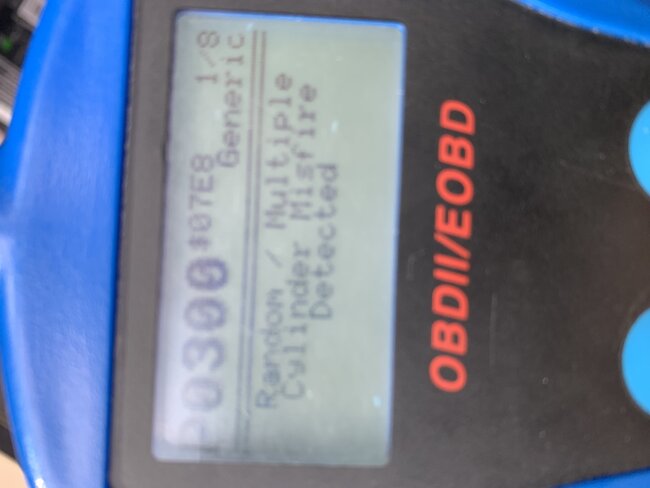 P0300 $07E8 1/8
Generic
Random / Multiple
Cylinder Misfire
Detected
OBDII/EOBD